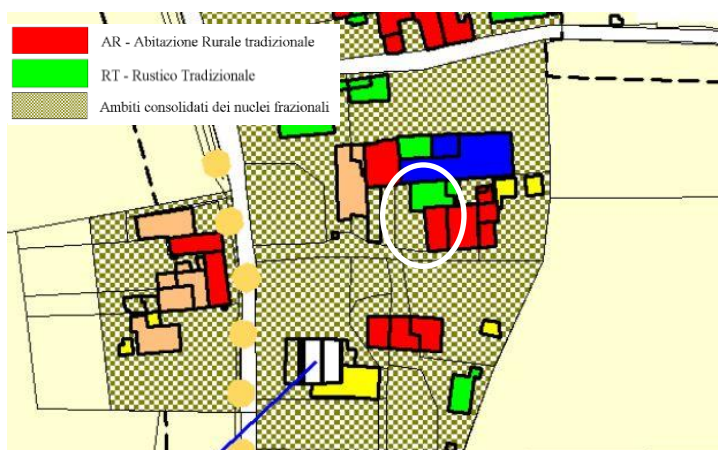 AR - Abitazione Rurale tradizionale
RT - Rustico Tradizionale
Ambiti consolidati dei nuclei frazionali